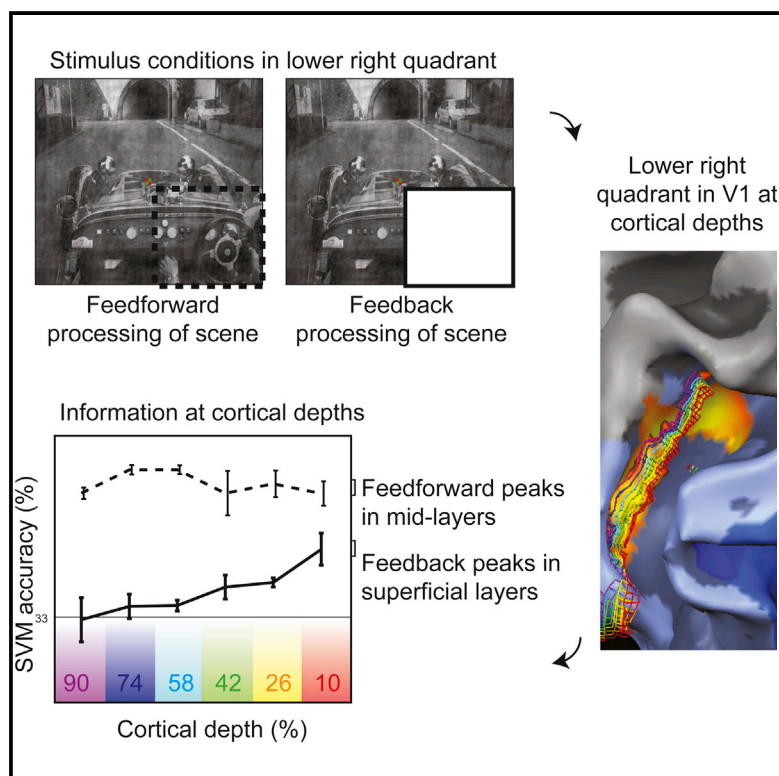 Stimulus conditions in lower right quadrant
Feedforward
processing of scene
Feedback
processing of scene
Lower right
quadrant in V1 at
cortical depths
Information at cortical depths
SVM accuracy (%)
33
Feedforward peaks
in mid-layers
Feedback peaks in
superficial layers
90 74 58 42 26 10
Cortical depth (%)